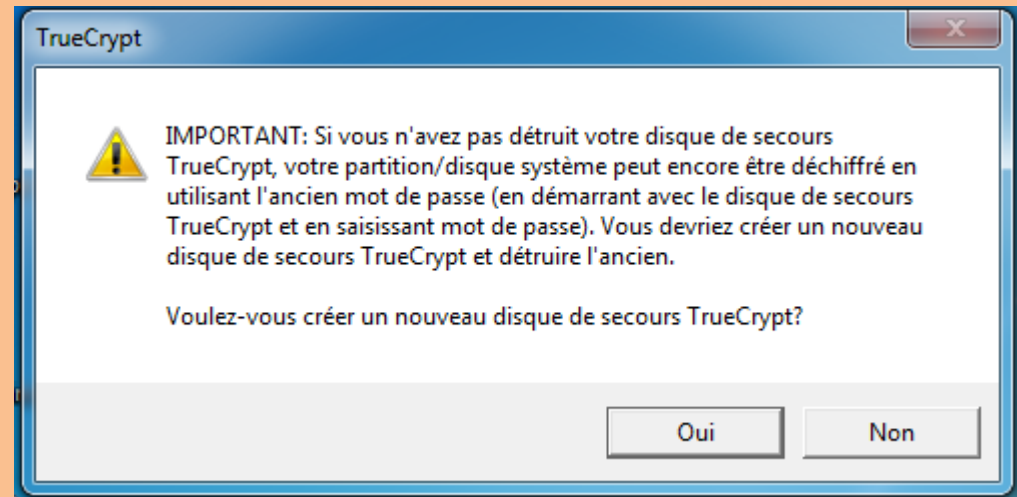 TrueCrypt
IMPORTANT: Si vous n'avez pas détruit votre disque de secours
TrueCrypt, votre partition/disque système peut encore être déchiffré en
utilisant l'ancien mot de passe (en démarrant avec le disque de secours
TrueCrypt et en saisissant mot de passe). Vous devriez créer un nouveau
disque de secours TrueCrypt et détruire l'ancien.
Voulez-vous créer un nouveau disque de secours TrueCrypt?
Oui
Non